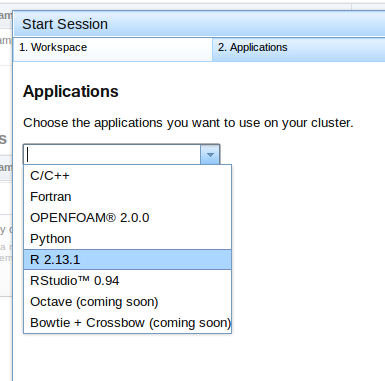 Start Session
1. Workspace
2. Applications
Applications
Choose the applications you want to use on your cluster.
C/C++
Fortran
OPENFOAM® 2.0.0
Python
R 2.13.1
RStudio™ 0.94
Octave (coming soon)
Bowtie + Crossbow (coming soon)